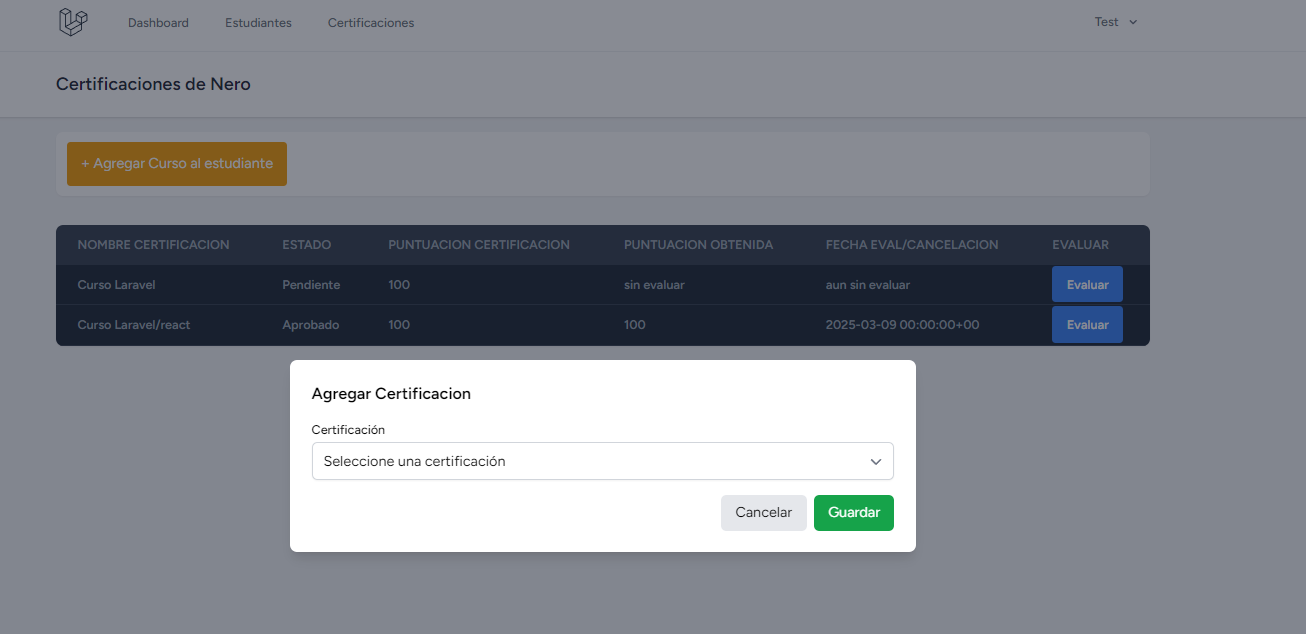 Dashboard Estudiantes Certificaciones Test
Certificaciones de Nero
+ Agregar Curso al estudiante
NOMBRE CERTIFICACION ESTADO PUNTUACION CERTIFICACION PUNTUACION OBTENIDA FECHA EVAL/CANCELACION EVALUAR
Curso Laravel Pendiente 100 sin evaluar aun sin evaluar Evaluar
Curso Laravel/react Aprobado 100 100 2025-03-09 00:00:00+00 Evaluar
Agregar Certificacion
Certificación
Seleccione una certificación
Cancelar Guardar